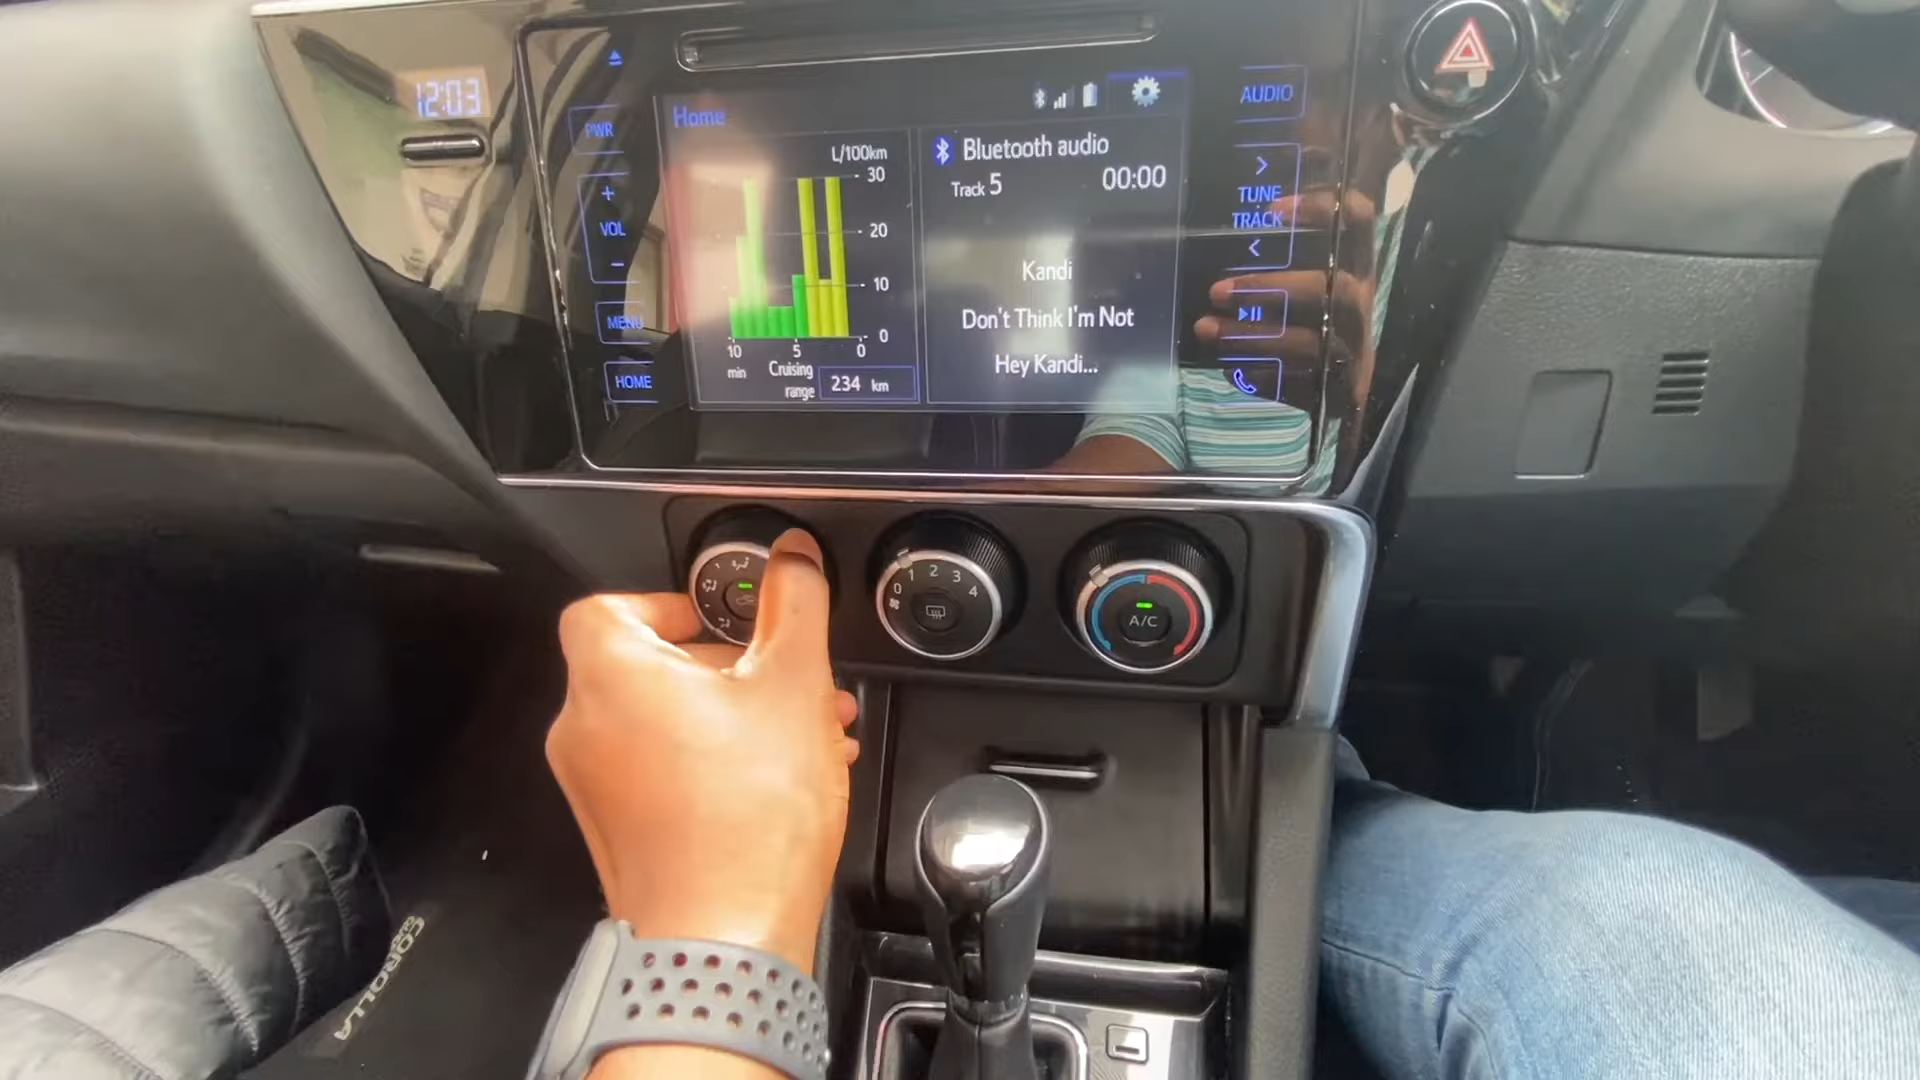 12:03
PWR
+
VOL
-
MENU
HOME
Home
L/100km
30
20
10
0
10 5 0
min
Cruising
range
234 km
Bluetooth audio
Track 5 00:00
Kandi
Don't Think I'm Not
Hey Kandi...
AUDIO
>
TUNE
TRACK
<
0 1 2 3 4
A/C
COROLLA